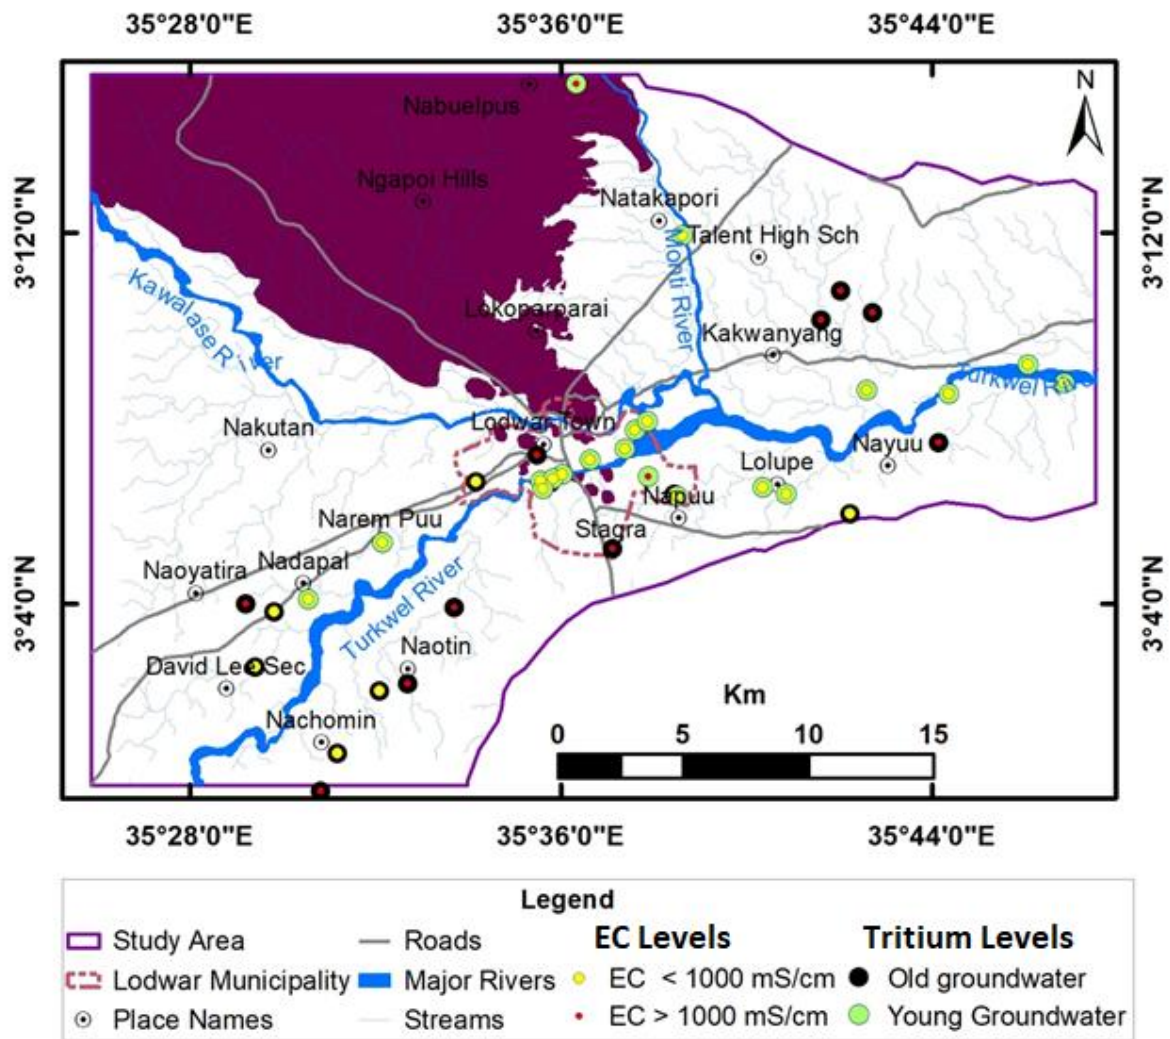 35°28'0"E 35°36'0"E 35°44'0"E
N
Nabuelpus
Ngapoi Hills
Natakapori
3°12'0"N 3°12'0"N
Talent High Sch
Monti River
Kawalase River
Lokoparparai
Kakwanyang
Turkwel
Lodwar Town
Nakutan
Nayuu
Lolupe
Napuu
Narem Puu
Stagra
Nadapal
Naoyatira
3°4'0"N 3°4'0"N
Turkwel River
Naotin
David Lee Sec
Km
Nachomin
0 5 10 15
35°28'0"E 35°36'0"E 35°44'0"E
Legend
Study Area Roads EC Levels Tritium Levels
Lodwar Municipality Major Rivers EC < 1000 mS/cm Old groundwater
Place Names Streams EC > 1000 mS/cm Young Groundwater